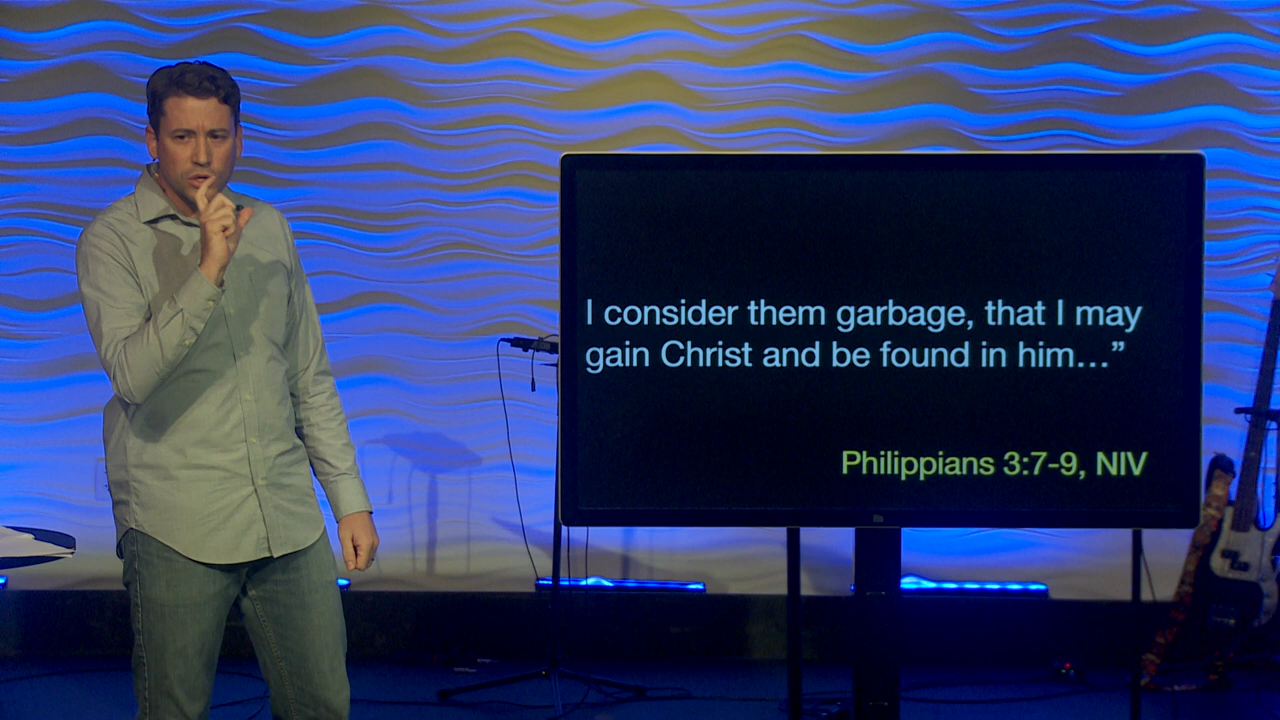 I consider them garbage, that I may
gain Christ and be found in him…”
Philippians 3:7-9, NIV